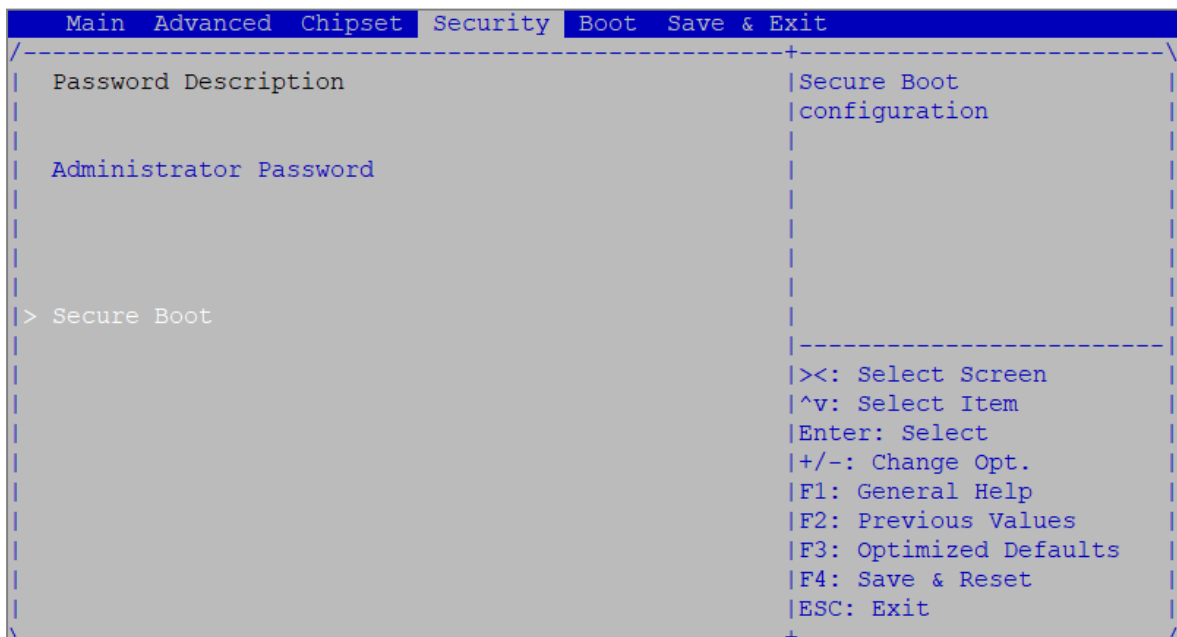 Main Advanced Chipset Security Boot Save & Exit
/----------------------------------------------------+-------------------------\
| Password Description |Secure Boot |
| |configuration |
| | |
| Administrator Password | |
| | |
| | |
| | |
| | |
|> Secure Boot | |
| |-------------------------|
| |><: Select Screen |
| |^v: Select Item |
| |Enter: Select |
| |+/-: Change Opt. |
| |F1: General Help |
| |F2: Previous Values |
| |F3: Optimized Defaults |
| |F4: Save & Reset |
| |ESC: Exit |